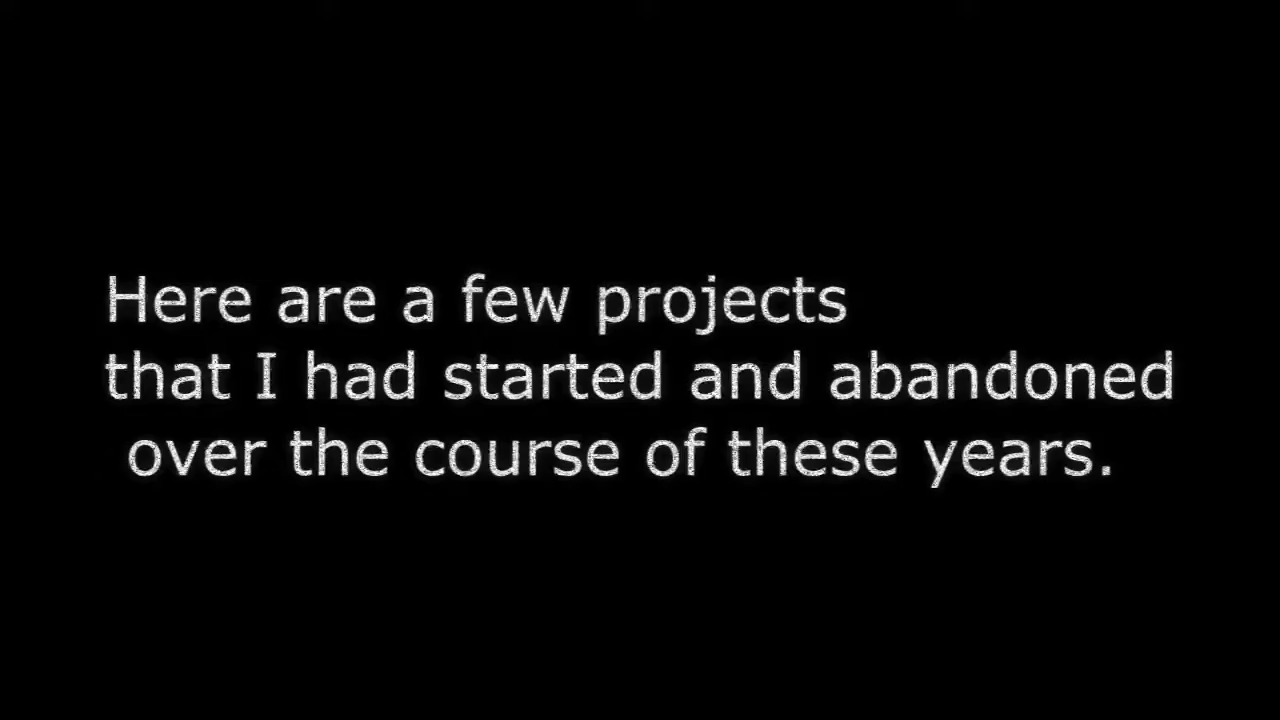 Here are a few projects
that I had started and abandoned
over the course of these years.